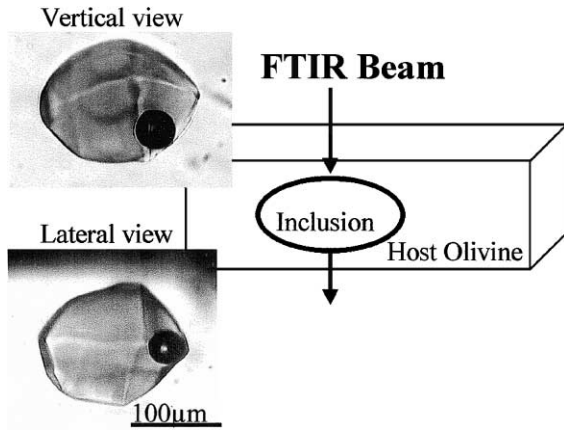 Vertical view
FTIR Beam
Inclusion
Host Olivine
Lateral view
100µm